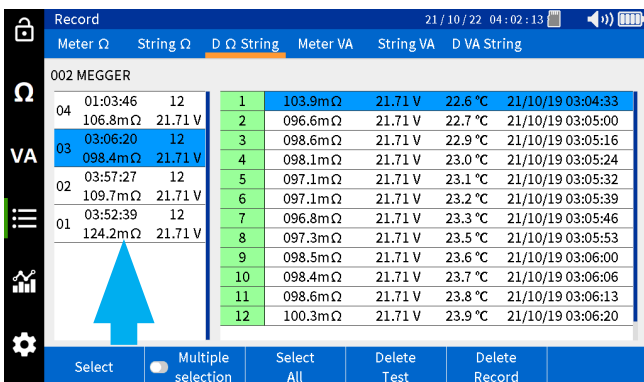 Record 21/10/22 04:02:13
Meter Ω String Ω D Ω String Meter VA String VA D VA String
002 MEGGER
Ω
VA
04 01:03:46 12
106.8mΩ 21.71 V
03 03:06:20 12
098.4mΩ 21.71 V
02 03:57:27 12
109.7mΩ 21.71 V
01 03:52:39 12
124.2mΩ 21.71 V
1 103.9mΩ 21.71 V 22.6 °C 21/10/19 03:04:33
2 096.6mΩ 21.71 V 22.7 °C 21/10/19 03:05:00
3 098.6mΩ 21.71 V 22.9 °C 21/10/19 03:05:16
4 098.1mΩ 21.71 V 23.0 °C 21/10/19 03:05:24
5 097.1mΩ 21.71 V 23.1 °C 21/10/19 03:05:32
6 097.1mΩ 21.71 V 23.2 °C 21/10/19 03:05:39
7 096.8mΩ 21.71 V 23.3 °C 21/10/19 03:05:46
8 097.3mΩ 21.71 V 23.5 °C 21/10/19 03:05:53
9 098.5mΩ 21.71 V 23.6 °C 21/10/19 03:06:00
10 098.4mΩ 21.71 V 23.7 °C 21/10/19 03:06:06
11 098.6mΩ 21.71 V 23.8 °C 21/10/19 03:06:13
12 100.3mΩ 21.71 V 23.9 °C 21/10/19 03:06:20
Select
Multiple
selection
Select
All
Delete
Test
Delete
Record